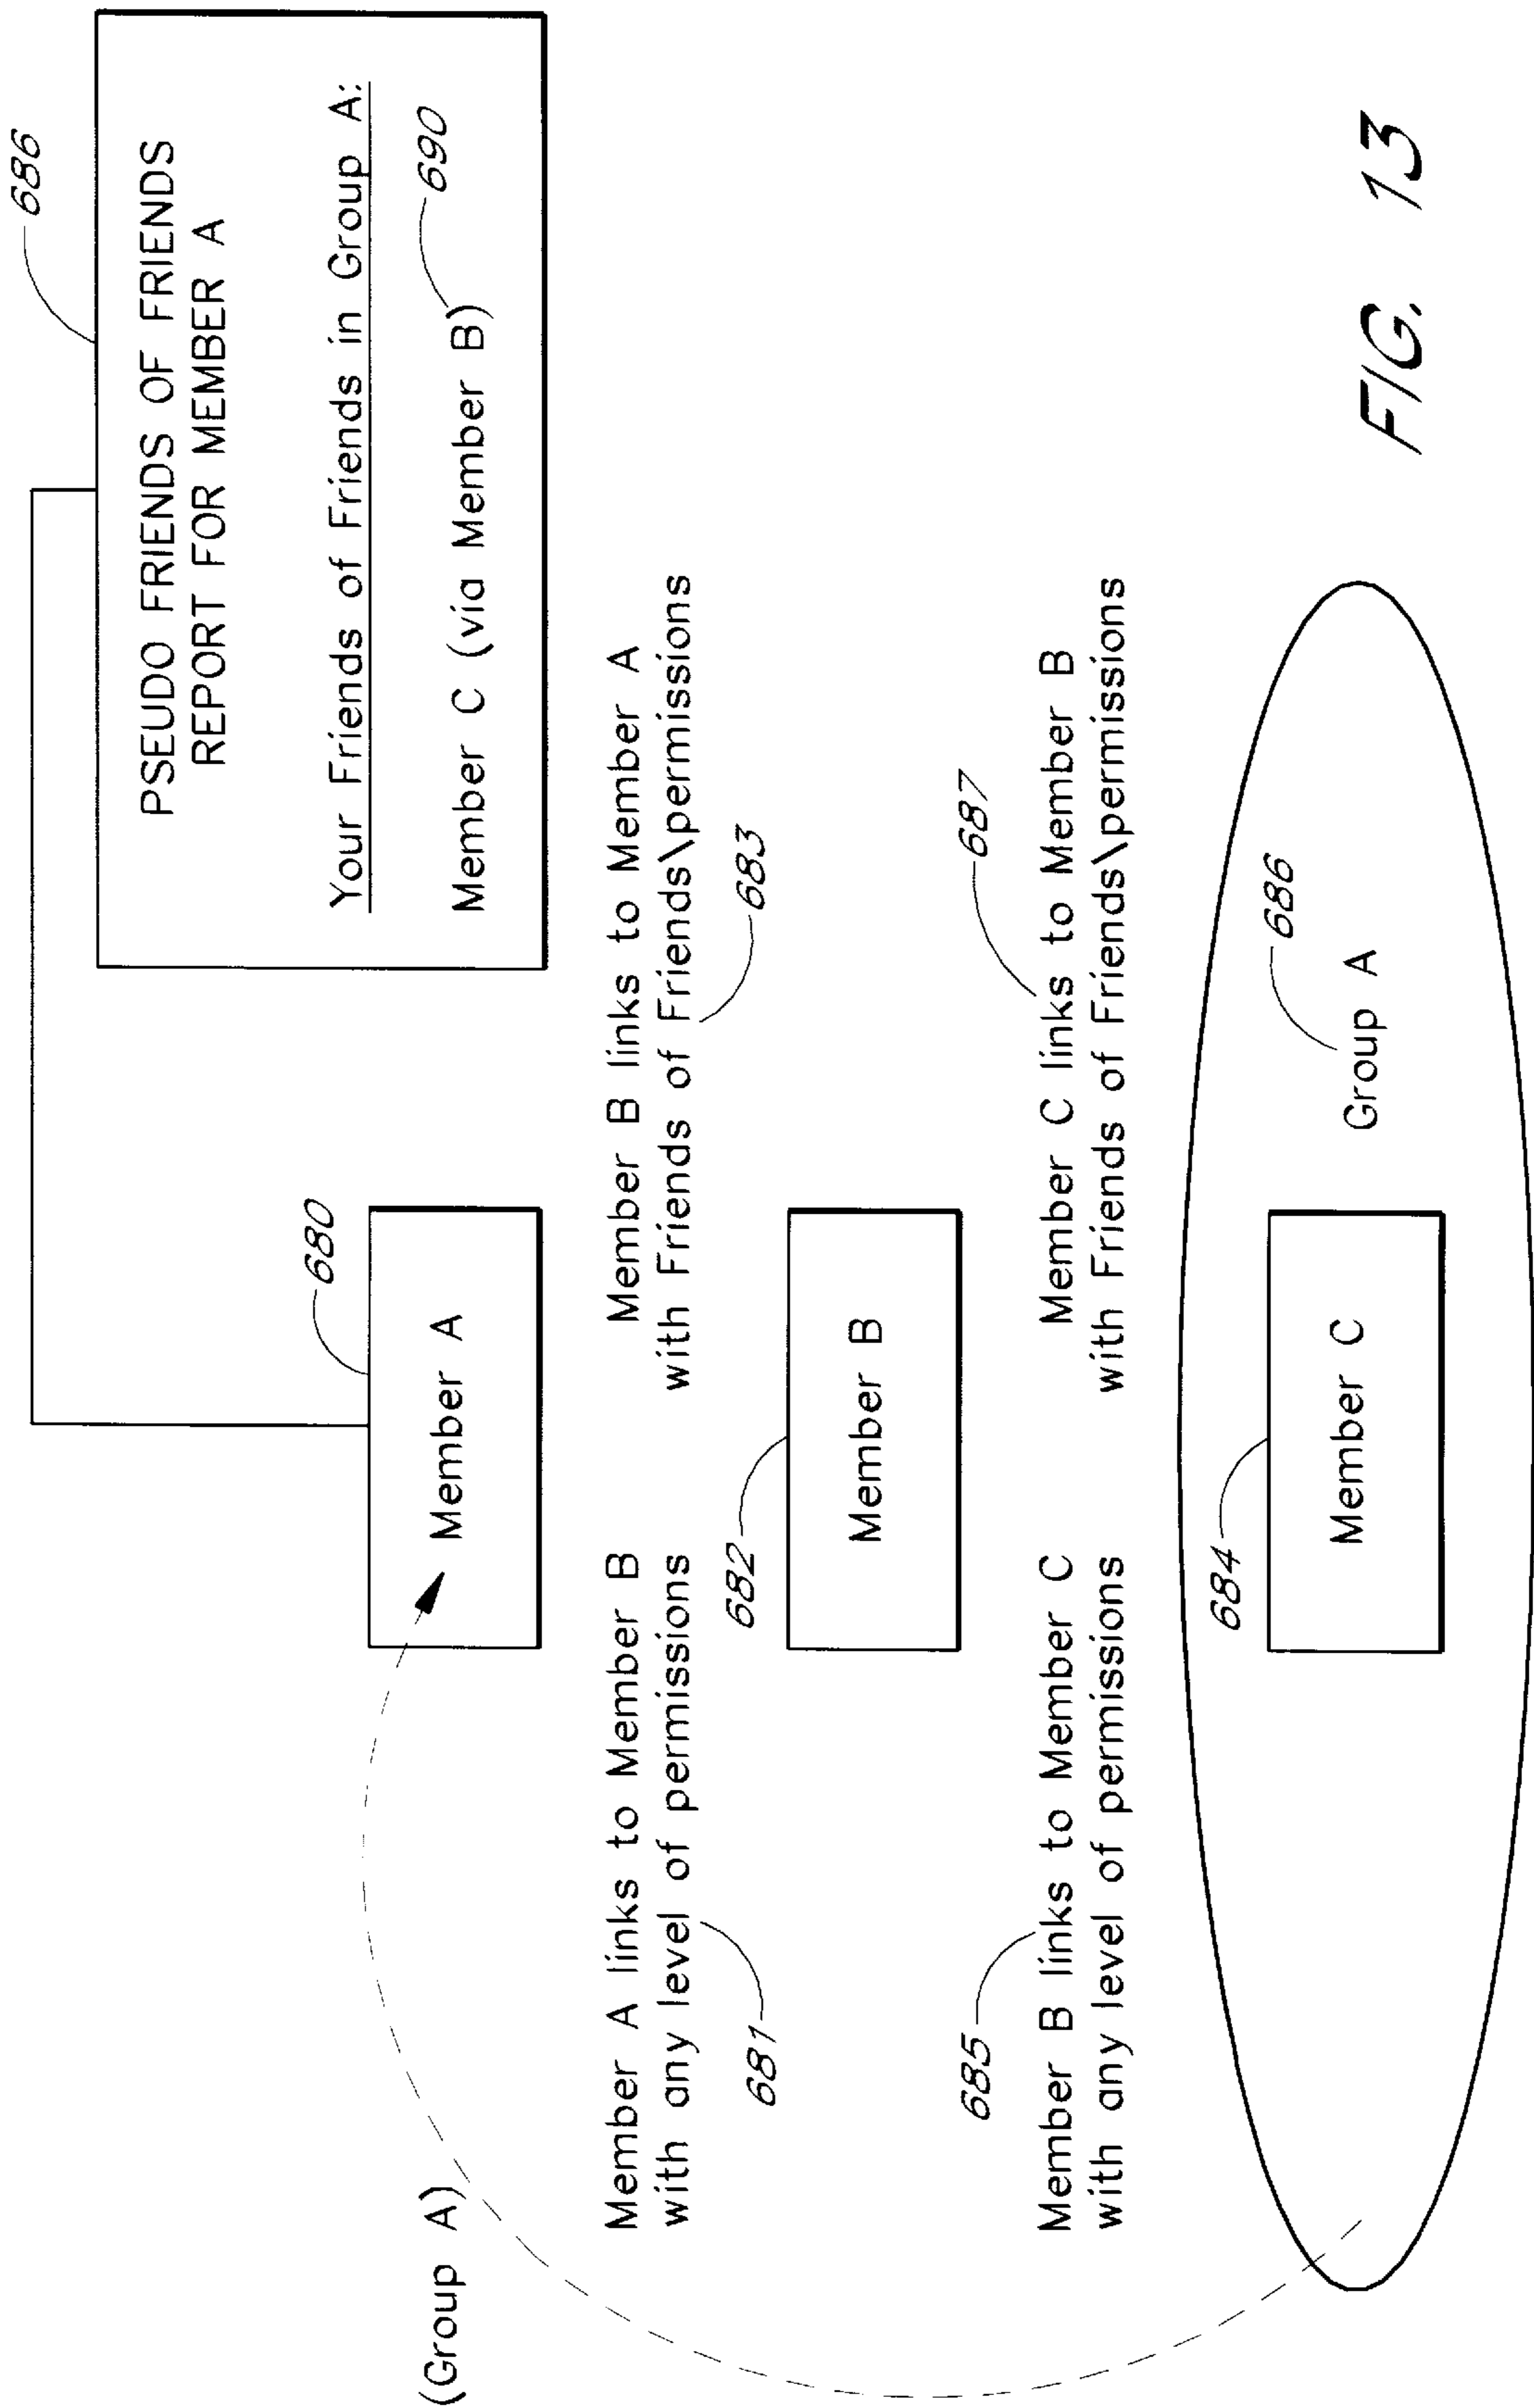 686
PSEUDO FRIENDS OF FRIENDS
REPORT FOR MEMBER A
Your Friends of Friends in Group A:
Member C (via Member B)
690
(Group A)
680
Member A
Member A links to Member B
with any level of permissions
681
Member B links to Member A
with Friends of Friends\permissions
683
682
Member B
685
Member B links to Member C
with any level of permissions
687
Member C links to Member B
with Friends of Friends\permissions
684
Member C
686
Group A
FIG. 13